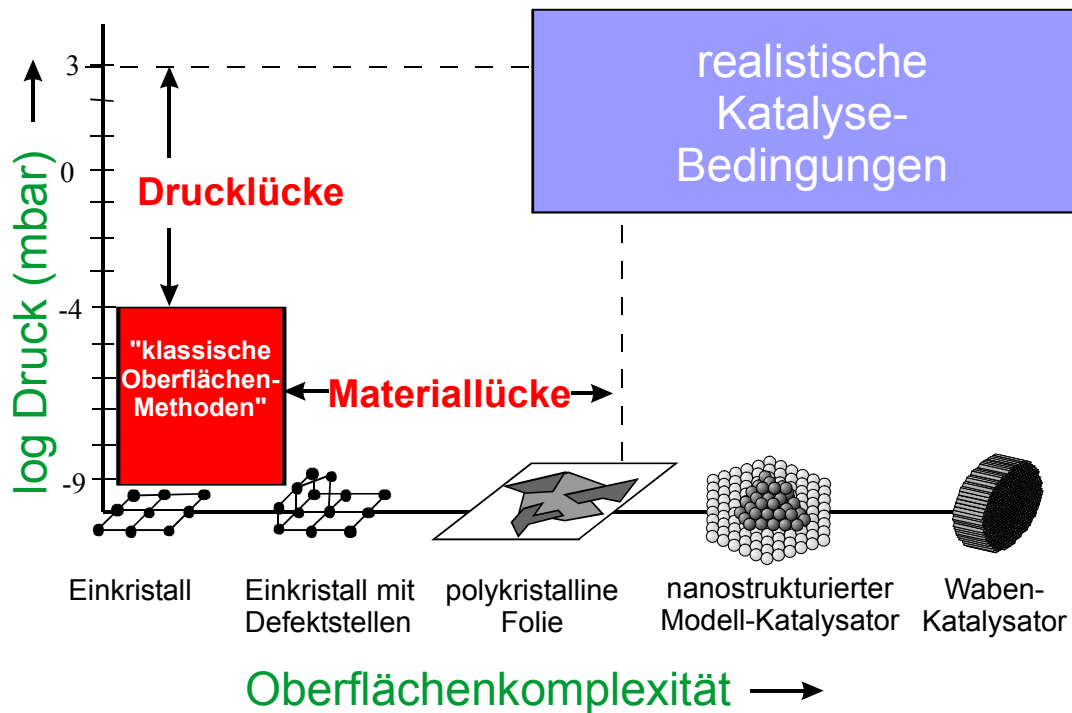 3
0
-4
-9
log Druck (mbar)
realistische
Katalyse-
Bedingungen
Drucklücke
"klassische
Oberflächen-
Methoden"
Materiallücke
Einkristall
Einkristall mit
Defektstellen
polykristalline
Folie
nanostrukturierter
Modell-Katalysator
Waben-
Katalysator
Oberflächenkomplexität